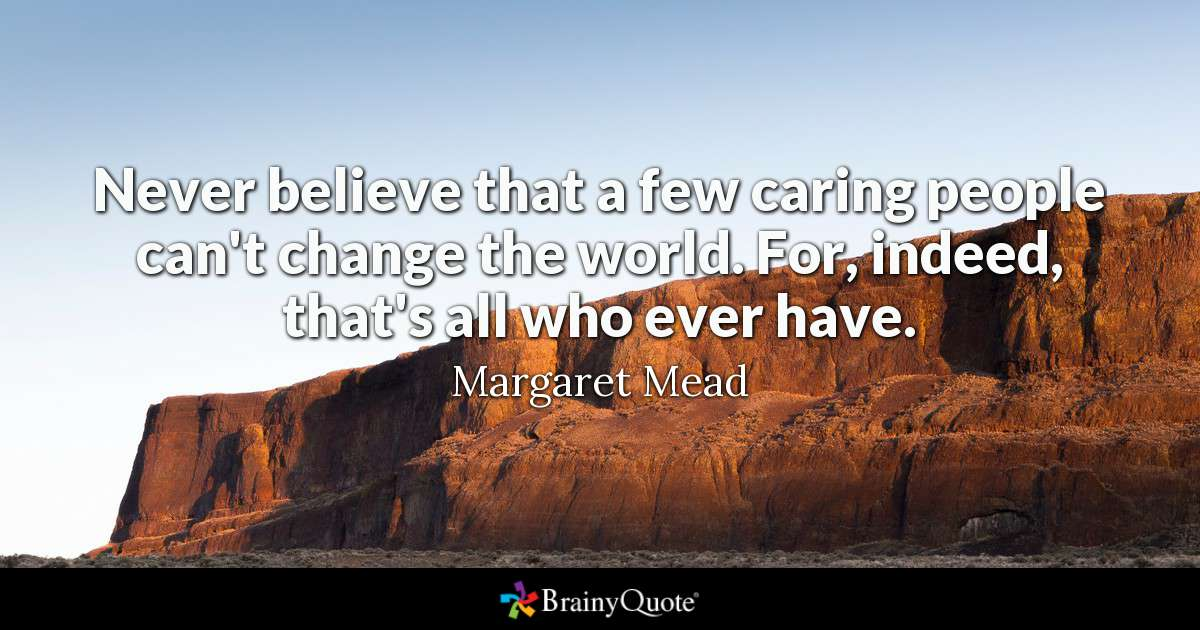 Never believe that a few caring people
can't change the world. For, indeed,
that's all who ever have.
Margaret Mead
BrainyQuote®